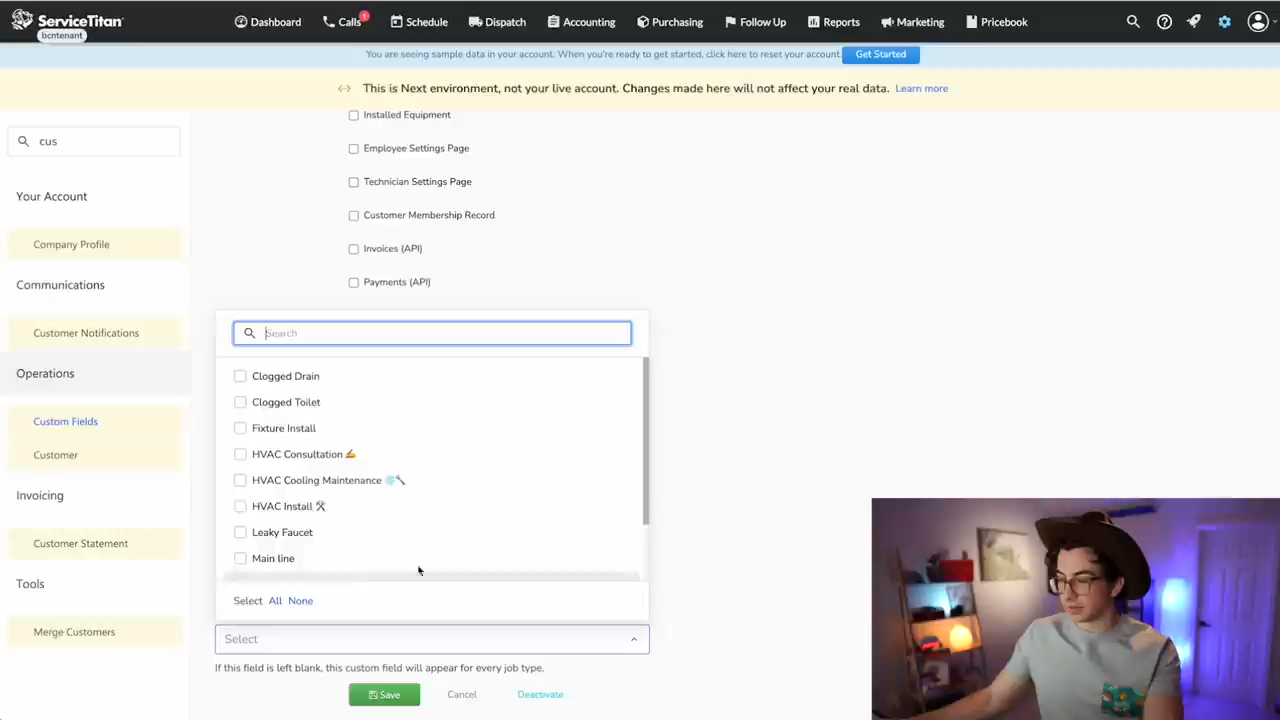 ServiceTitan
bcntenant
Dashboard
Calls
1
Schedule
Dispatch
Accounting
Purchasing
Follow Up
Reports
Marketing
Pricebook
You are seeing sample data in your account. When you're ready to get started, click here to reset your account.
Get Started
This is Next environment, not your live account. Changes made here will not affect your real data. Learn more
cus
Your Account
Company Profile
Communications
Customer Notifications
Operations
Custom Fields
Customer
Invoicing
Customer Statement
Tools
Merge Customers
Installed Equipment
Employee Settings Page
Technician Settings Page
Customer Membership Record
Invoices (API)
Payments (API)
Search
Clogged Drain
Clogged Toilet
Fixture Install
HVAC Consultation ✍️
HVAC Cooling Maintenance ❄️🔧
HVAC Install 🛠
Leaky Faucet
Main line
Select All None
Select
If this field is left blank, this custom field will appear for every job type.
Save
Cancel
Deactivate